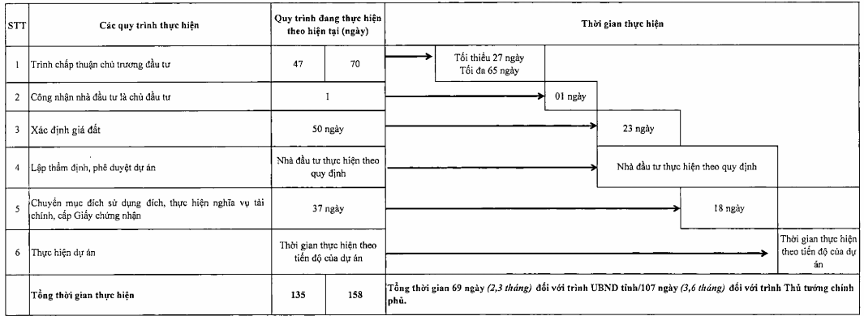 STT
Các quy trình thực hiện
Quy trình đang thực hiện
theo hiện tại (ngày)
Thời gian thực hiện
1
Trình chấp thuận chủ trương đầu tư
47
70
Tối thiểu 27 ngày
Tối đa 65 ngày
2
Công nhận nhà đầu tư là chủ đầu tư
1
01 ngày
3
Xác định giá đất
50 ngày
23 ngày
4
Lập thẩm định, phê duyệt dự án
Nhà đầu tư thực hiện theo
quy định
Nhà đầu tư thực hiện theo quy định
5
Chuyển mục đích sử dụng đích, thực hiện nghĩa vụ tài
chính, cấp Giấy chứng nhận
37 ngày
18 ngày
6
Thực hiện dự án
Thời gian thực hiện theo
tiến độ của dự án
Thời gian thực hiện
theo tiến độ của dự
án
Tổng thời gian thực hiện
135
158
Tổng thời gian 69 ngày (2,3 tháng) đối với trình UBND tỉnh/107 ngày (3,6 tháng) đối với trình Thủ tướng chính
phủ.